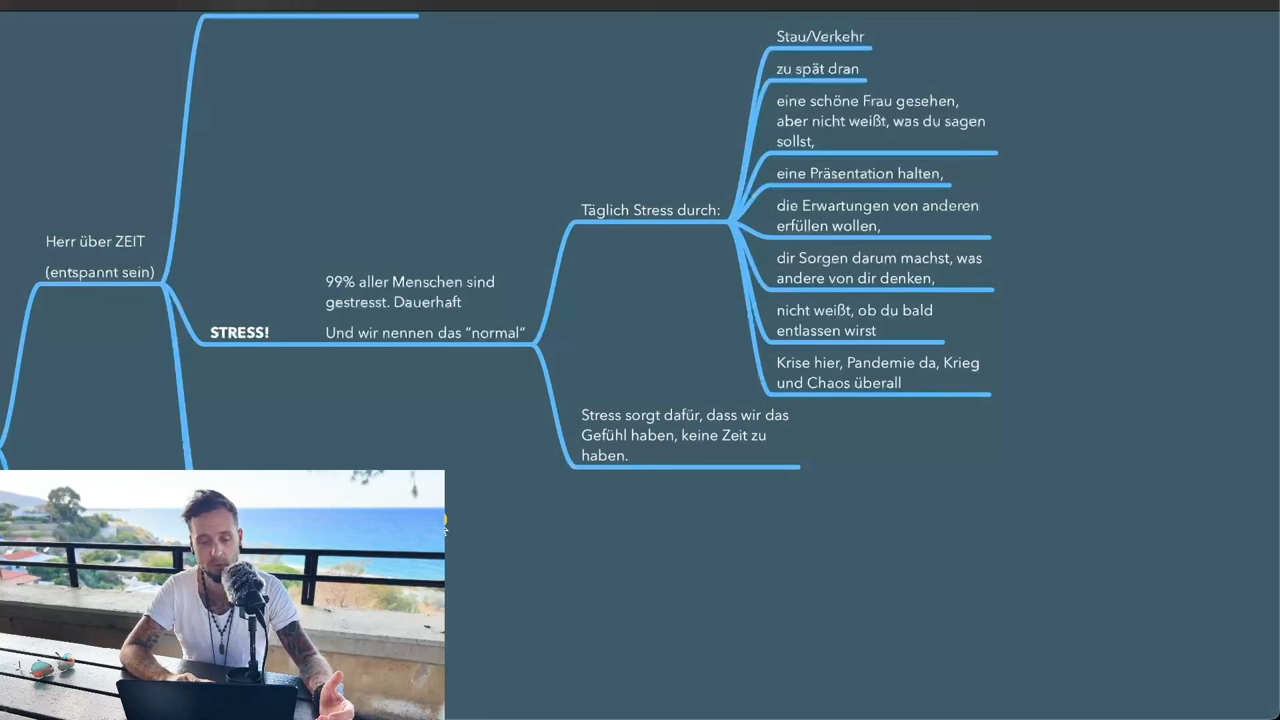 Herr über ZEIT
(entspannt sein)
STRESS!
99% aller Menschen sind
gestresst. Dauerhaft
Und wir nennen das “normal”
Täglich Stress durch:
Stau/Verkehr
zu spät dran
eine schöne Frau gesehen,
aber nicht weißt, was du sagen
sollst,
eine Präsentation halten,
die Erwartungen von anderen
erfüllen wollen,
dir Sorgen darum machst, was
andere von dir denken,
nicht weißt, ob du bald
entlassen wirst
Krise hier, Pandemie da, Krieg
und Chaos überall
Stress sorgt dafür, dass wir das
Gefühl haben, keine Zeit zu
haben.